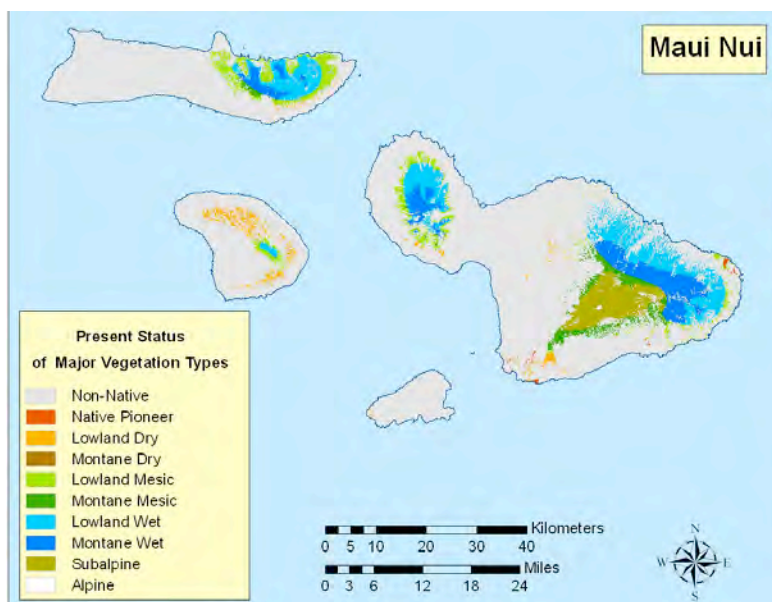 Maui Nui
Present Status
of Major Vegetation Types
Non-Native
Native Pioneer
Lowland Dry
Montane Dry
Lowland Mesic
Montane Mesic
Lowland Wet
Montane Wet
Subalpine
Alpine
Kilometers
0 5 10 20 30 40
Miles
0 3 6 12 18 24
N
W E
S